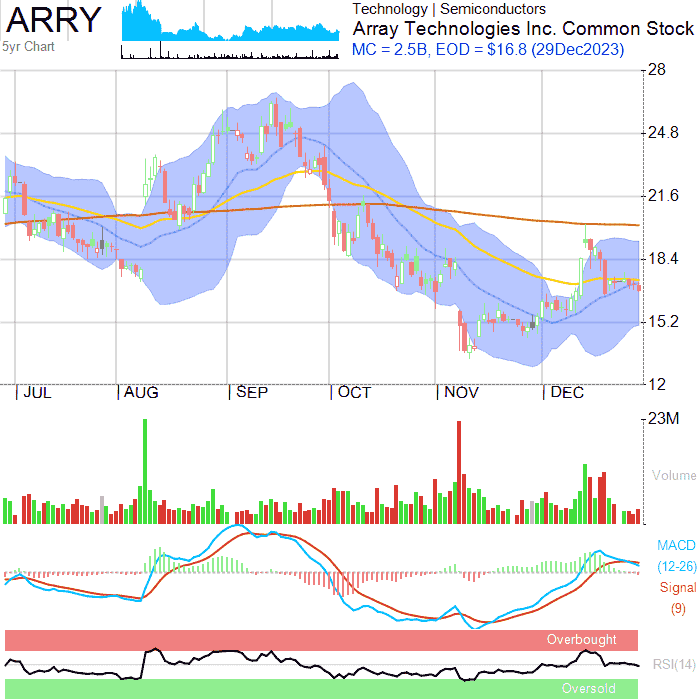 ARRY
5yr Chart
Technology | Semiconductors
Array Technologies Inc. Common Stock
MC = 2.5B, EOD = $16.8 (29Dec2023)
28
24.8
21.6
18.4
15.2
12
JUL AUG SEP OCT NOV DEC
23M
Volume
MACD
(12-26)
Signal
(9)
Overbought
RSI(14)
Oversold